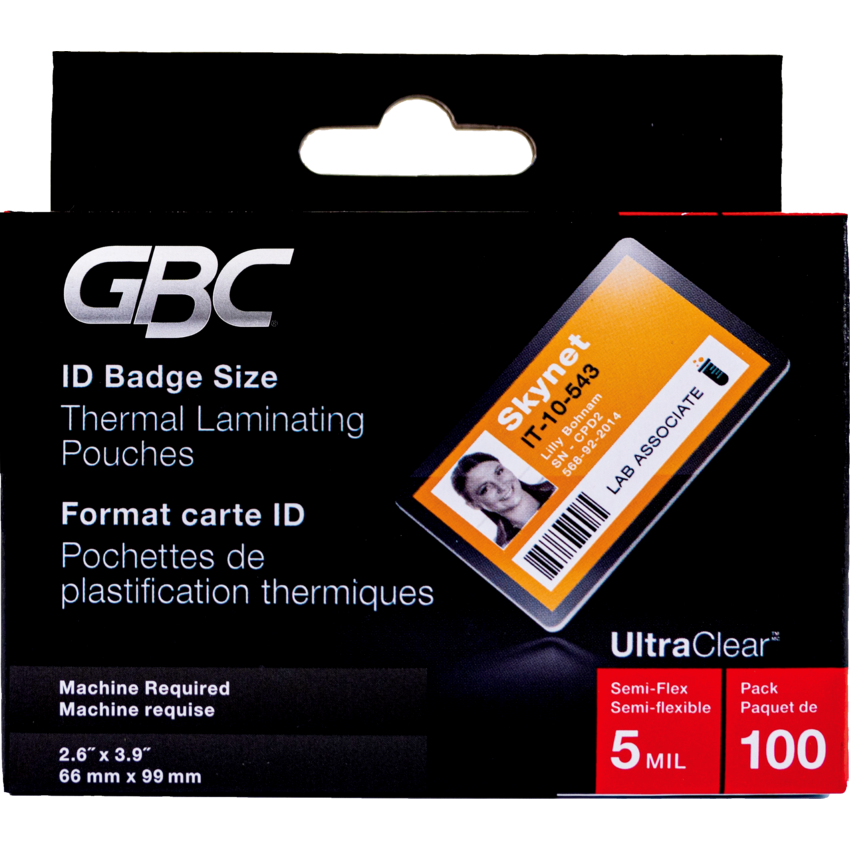 GBC
ID Badge Size
Thermal Laminating
Pouches
Format carte ID
Pochettes de
plastification thermiques
Skynet
IT-10-543
Lilly Bohnam
SN - CPD2
568-92-2014
LAB ASSOCIATE
UltraClear™
Machine Required
Machine requise
2.6˝ x 3.9˝
66 mm x 99 mm
Semi-Flex
Semi-flexible
5 MIL
Pack
Paquet de
100